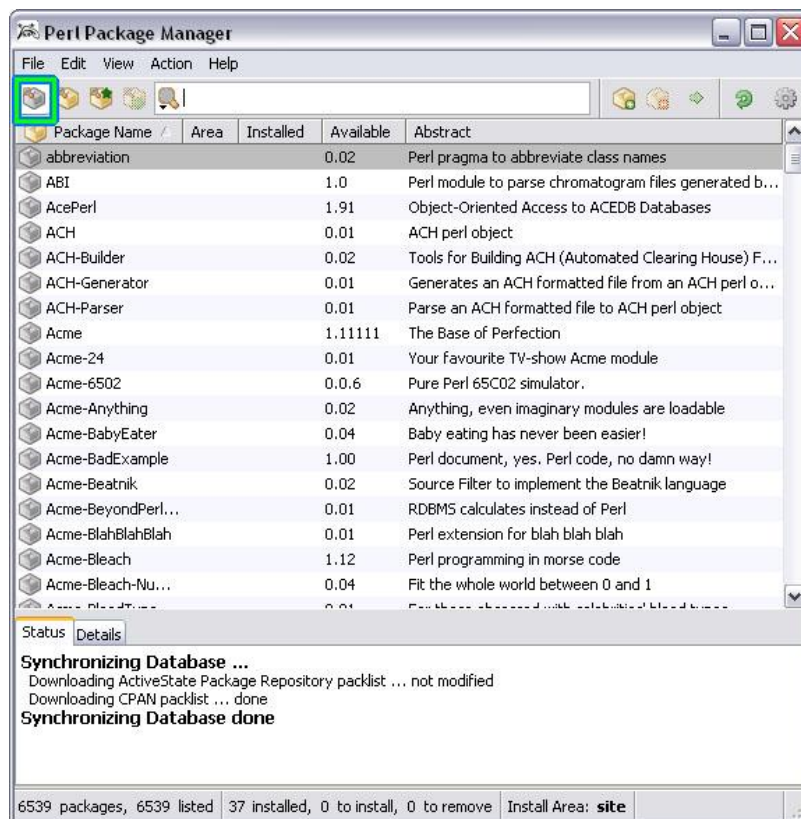 Perl Package Manager
File Edit View Action Help
Package Name Area Installed Available Abstract
abbreviation 0.02 Perl pragma to abbreviate class names
ABI 1.0 Perl module to parse chromatogram files generated b...
AcePerl 1.91 Object-Oriented Access to ACEDB Databases
ACH 0.01 ACH perl object
ACH-Builder 0.02 Tools for Building ACH (Automated Clearing House) F...
ACH-Generator 0.01 Generates an ACH formatted file from an ACH perl o...
ACH-Parser 0.01 Parse an ACH formatted file to ACH perl object
Acme 1.11111 The Base of Perfection
Acme-24 0.01 Your favourite TV-show Acme module
Acme-6502 0.0.6 Pure Perl 65C02 simulator.
Acme-Anything 0.02 Anything, even imaginary modules are loadable
Acme-BabyEater 0.04 Baby eating has never been easier!
Acme-BadExample 1.00 Perl document, yes. Perl code, no damn way!
Acme-Beatnik 0.02 Source Filter to implement the Beatnik language
Acme-BeyondPerl... 0.01 RDBMS calculates instead of Perl
Acme-BlahBlahBlah 0.01 Perl extension for blah blah blah
Acme-Bleach 1.12 Perl programming in morse code
Acme-Bleach-Nu... 0.04 Fit the whole world between 0 and 1
Status Details
Synchronizing Database ...
Downloading ActiveState Package Repository packlist ... not modified
Downloading CPAN packlist ... done
Synchronizing Database done
6539 packages, 6539 listed 37 installed, 0 to install, 0 to remove Install Area: site